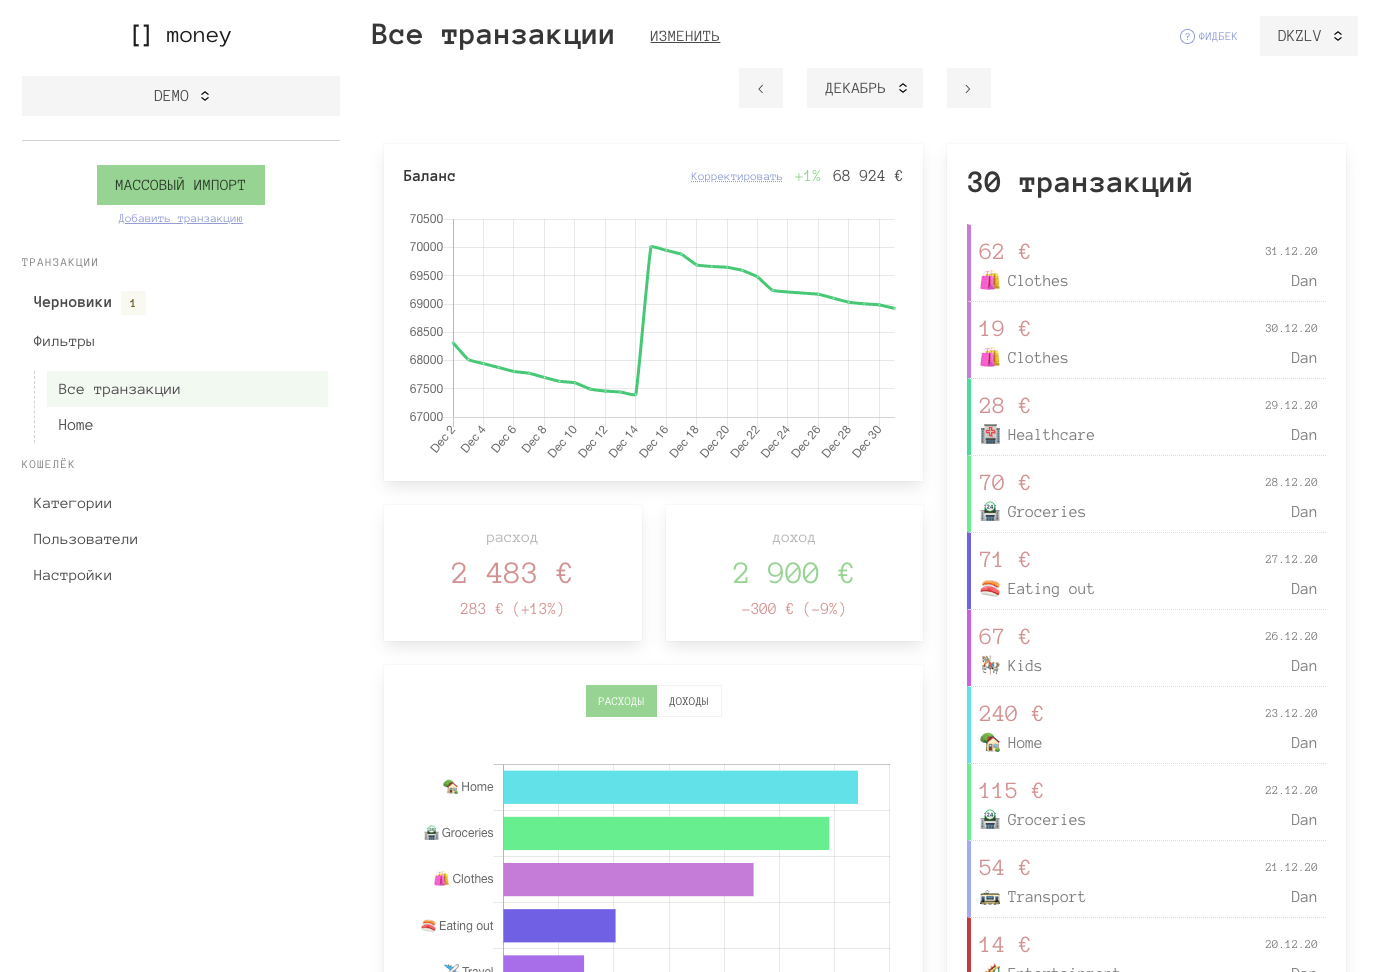 [] money
DEMO
МАССОВЫЙ ИМПОРТ
Добавить транзакцию
ТРАНЗАКЦИИ
Черновики 1
Фильтры
Все транзакции
Home
КОШЕЛЁК
Категории
Пользователи
Настройки
Все транзакции ИЗМЕНИТЬ
? ФИДБЕК
DKZLV
‹ ДЕКАБРЬ ›
Баланс Корректировать +1% 68 924 €
70500
70000
69500
69000
68500
68000
67500
67000
Dec 2 Dec 4 Dec 6 Dec 8 Dec 10 Dec 12 Dec 14 Dec 16 Dec 18 Dec 20 Dec 22 Dec 24 Dec 26 Dec 28 Dec 30
расход
2 483 €
283 € (+13%)
доход
2 900 €
-300 € (-9%)
РАСХОДЫ ДОХОДЫ
Home
Groceries
Clothes
Eating out
Travel
30 транзакций
62 € 31.12.20
Clothes Dan
19 € 30.12.20
Clothes Dan
28 € 29.12.20
Healthcare Dan
70 € 28.12.20
Groceries Dan
71 € 27.12.20
Eating out Dan
67 € 26.12.20
Kids Dan
240 € 23.12.20
Home Dan
115 € 22.12.20
Groceries Dan
54 € 21.12.20
Transport Dan
14 € 20.12.20
Entertainment Dan